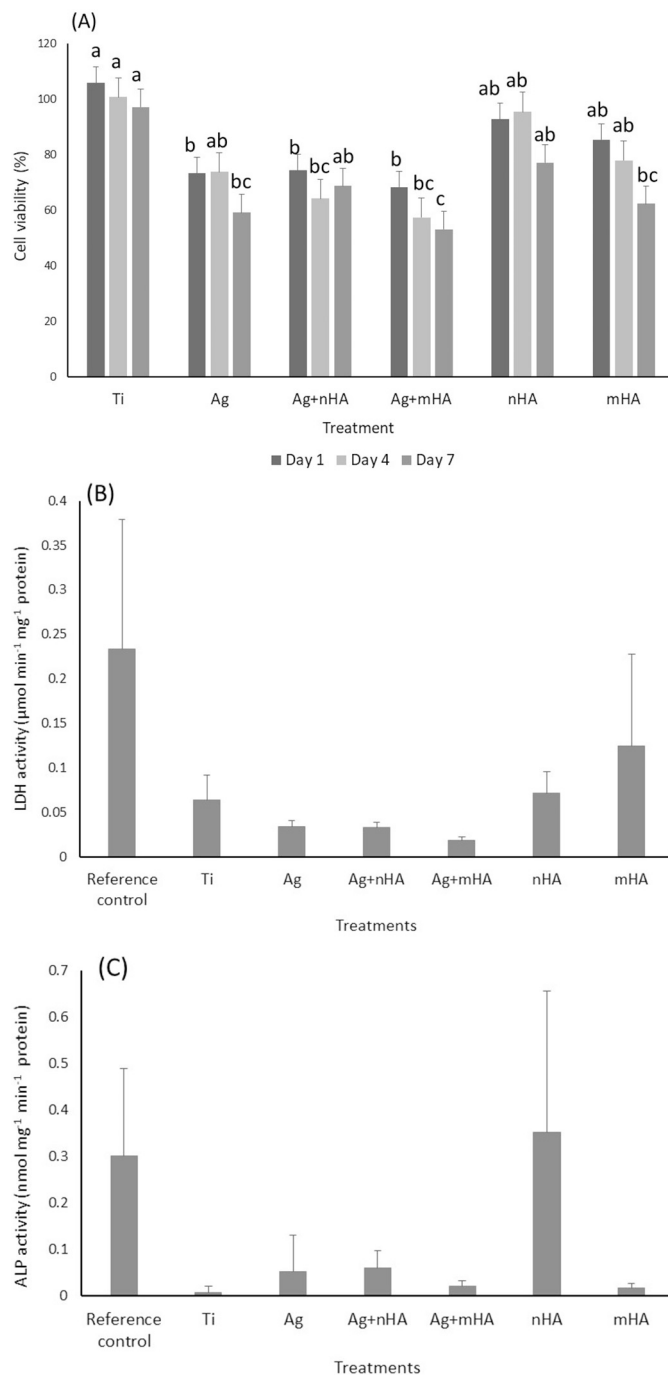 (A)
Cell viability (%)
140
120
100
80
60
40
20
0
a a a
b ab bc
b bc ab
b bc c
ab ab ab
ab ab bc
Ti Ag Ag+nHA Ag+mHA nHA mHA
Treatment
Day 1 Day 4 Day 7
(B)
LDH activity (µmol min-1 mg-1 protein)
0.4
0.35
0.3
0.25
0.2
0.15
0.1
0.05
0
Reference control Ti Ag Ag+nHA Ag+mHA nHA mHA
Treatments
(C)
ALP activity (nmol mg-1 min-1 protein)
0.7
0.6
0.5
0.4
0.3
0.2
0.1
0
Reference control Ti Ag Ag+nHA Ag+mHA nHA mHA
Treatments